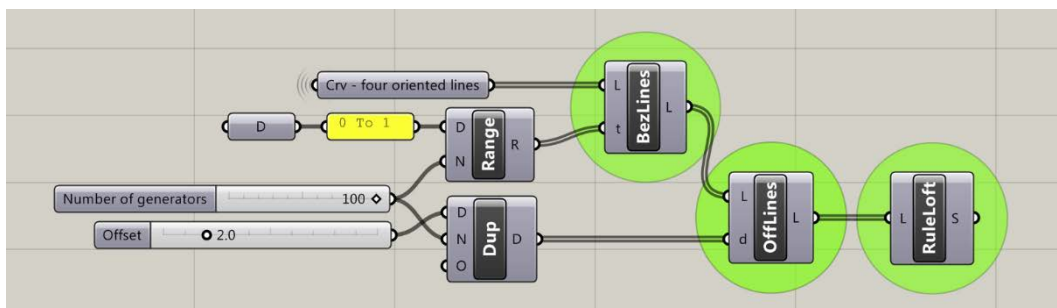 Crv - four oriented lines
L
t
BezLines
L
D
0 To 1
D
N
Range
R
Number of generators 100
Offset 2.0
D
N
O
Dup
D
L
d
OffLines
L
L
RuleLoft
S